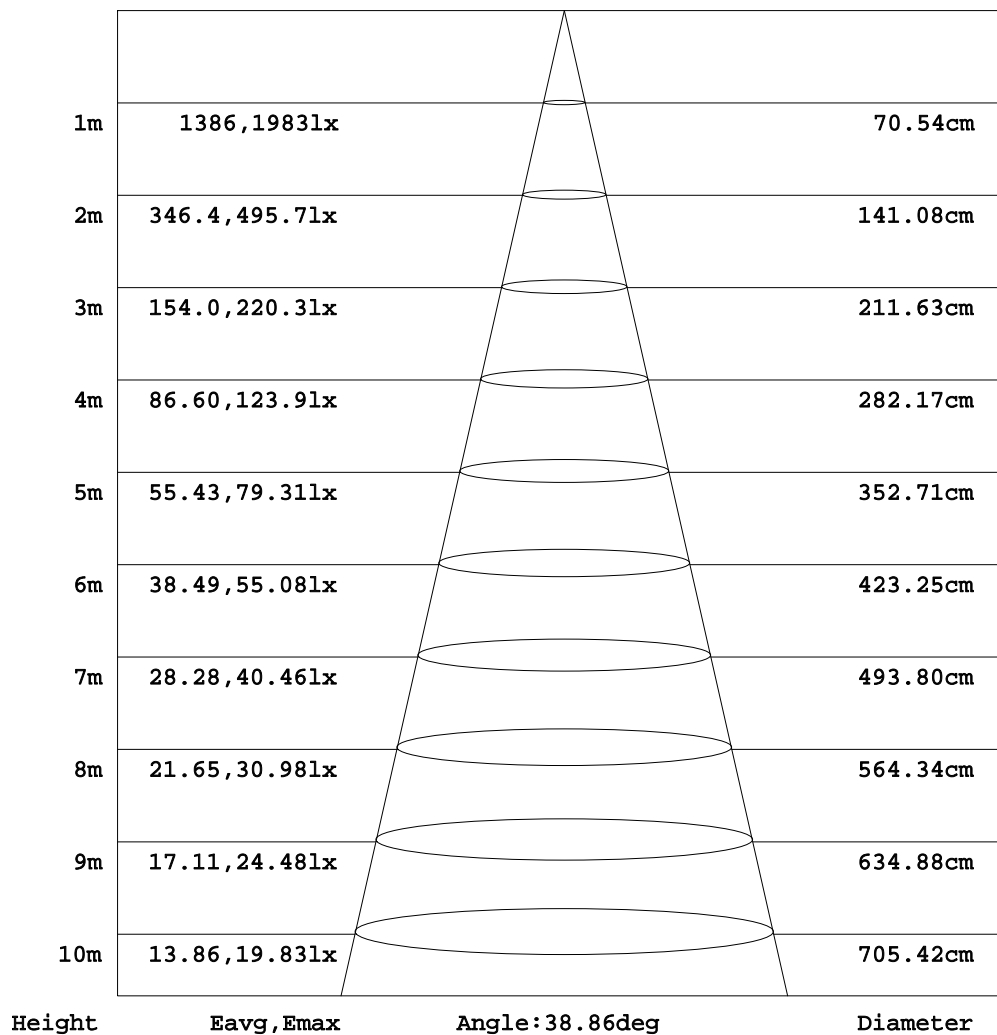 1m 1386,1983lx 70.54cm
2m 346.4,495.7lx 141.08cm
3m 154.0,220.3lx 211.63cm
4m 86.60,123.9lx 282.17cm
5m 55.43,79.31lx 352.71cm
6m 38.49,55.08lx 423.25cm
7m 28.28,40.46lx 493.80cm
8m 21.65,30.98lx 564.34cm
9m 17.11,24.48lx 634.88cm
10m 13.86,19.83lx 705.42cm
Height Eavg,Emax Angle:38.86deg Diameter